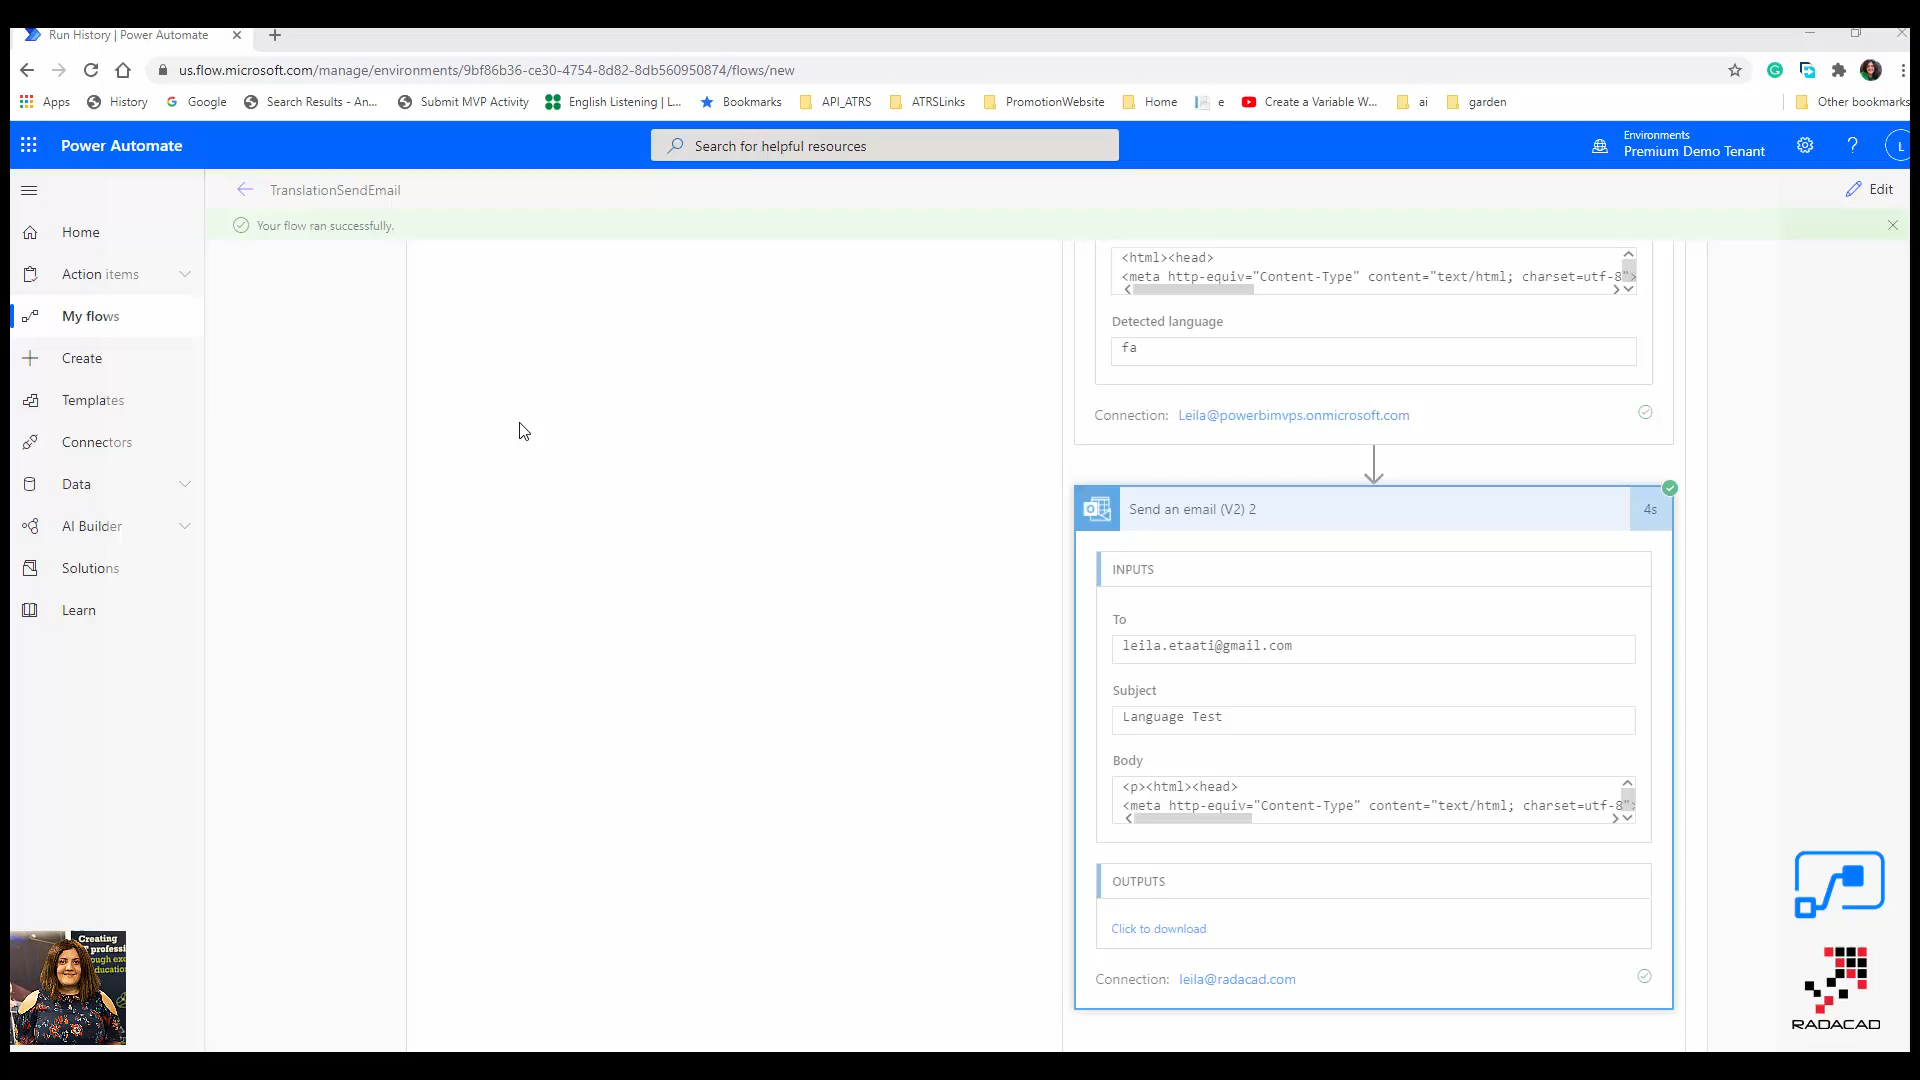 Run History | Power Automate
us.flow.microsoft.com/manage/environments/9bf86b36-ce30-4754-8d82-8db560950874/flows/new
Apps
History
Google
Search Results - An...
Submit MVP Activity
English Listening | L...
Bookmarks
API_ATRS
ATRSLinks
PromotionWebsite
Home
e
Create a Variable W...
ai
garden
Other bookmarks
Power Automate
Search for helpful resources
Environments
Premium Demo Tenant
L
TranslationSendEmail
Edit
Your flow ran successfully.
Home
Action items
My flows
Create
Templates
Connectors
Data
AI Builder
Solutions
Learn
<html><head>
<meta http-equiv="Content-Type" content="text/html; charset=utf-8">
Detected language
fa
Connection: Leila@powerbimvps.onmicrosoft.com
Send an email (V2) 2
4s
INPUTS
To
leila.etaati@gmail.com
Subject
Language Test
Body
<p><html><head>
<meta http-equiv="Content-Type" content="text/html; charset=utf-8">
OUTPUTS
Click to download
Connection: leila@radacad.com
Creating
RADACAD